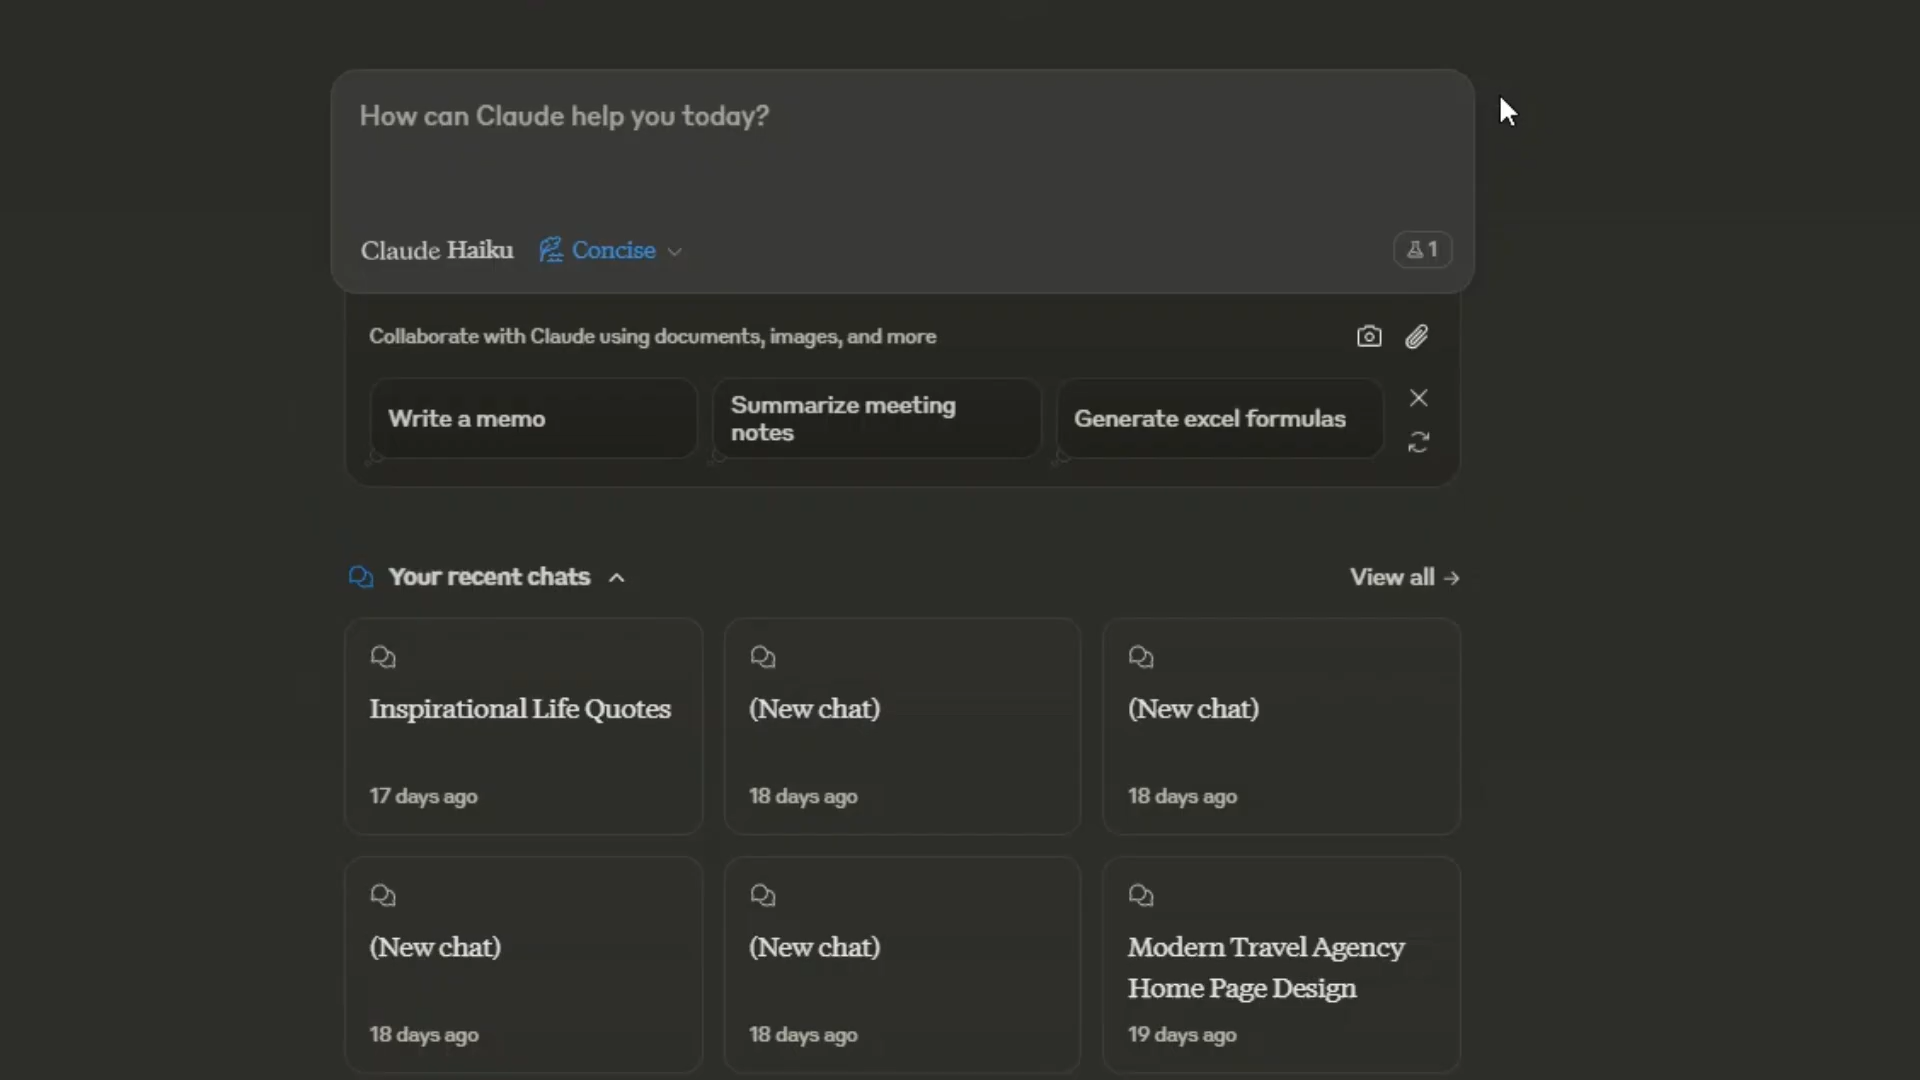 How can Claude help you today?
Claude Haiku Concise
1
Collaborate with Claude using documents, images, and more
Write a memo
Summarize meeting
notes
Generate excel formulas
Your recent chats
View all
Inspirational Life Quotes
17 days ago
(New chat)
18 days ago
(New chat)
18 days ago
(New chat)
18 days ago
(New chat)
18 days ago
Modern Travel Agency
Home Page Design
19 days ago